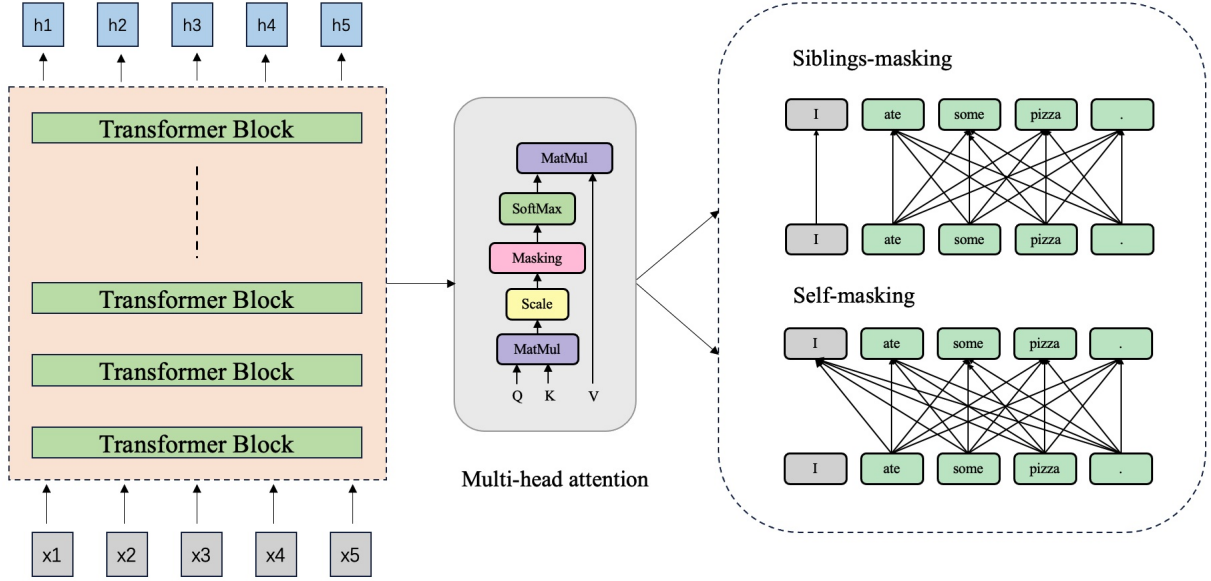 h1 h2 h3 h4 h5
Transformer Block
Transformer Block
Transformer Block
Transformer Block
x1 x2 x3 x4 x5
MatMul
SoftMax
Masking
Scale
MatMul
Q K V
Multi-head attention
Siblings-masking
I ate some pizza .
I ate some pizza .
Self-masking
I ate some pizza .
I ate some pizza .